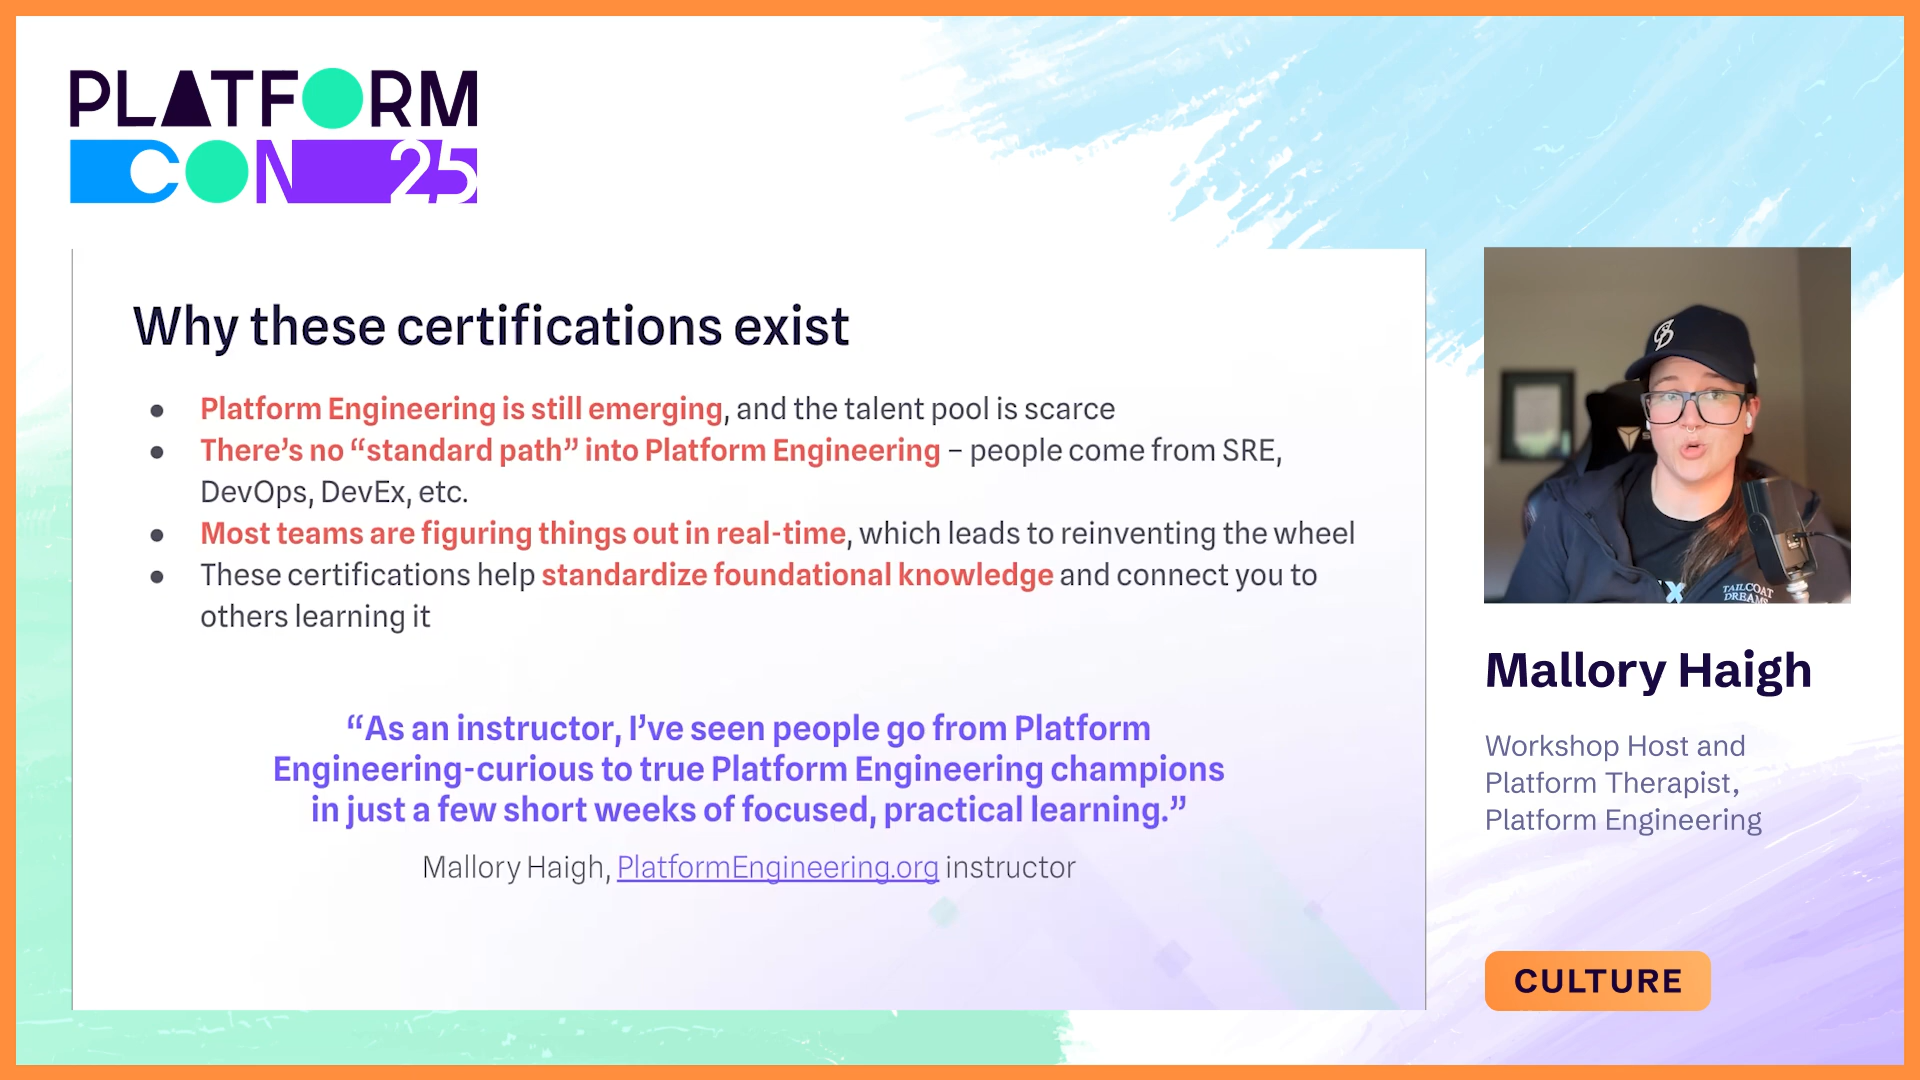 PLATFORM
CON 25
Why these certifications exist
● Platform Engineering is still emerging, and the talent pool is scarce
● There’s no “standard path” into Platform Engineering – people come from SRE,
DevOps, DevEx, etc.
● Most teams are figuring things out in real-time, which leads to reinventing the wheel
● These certifications help standardize foundational knowledge and connect you to
others learning it
“As an instructor, I’ve seen people go from Platform
Engineering-curious to true Platform Engineering champions
in just a few short weeks of focused, practical learning.”
Mallory Haigh, PlatformEngineering.org instructor
TAILCOAT
DREAMS
Mallory Haigh
Workshop Host and
Platform Therapist,
Platform Engineering
CULTURE